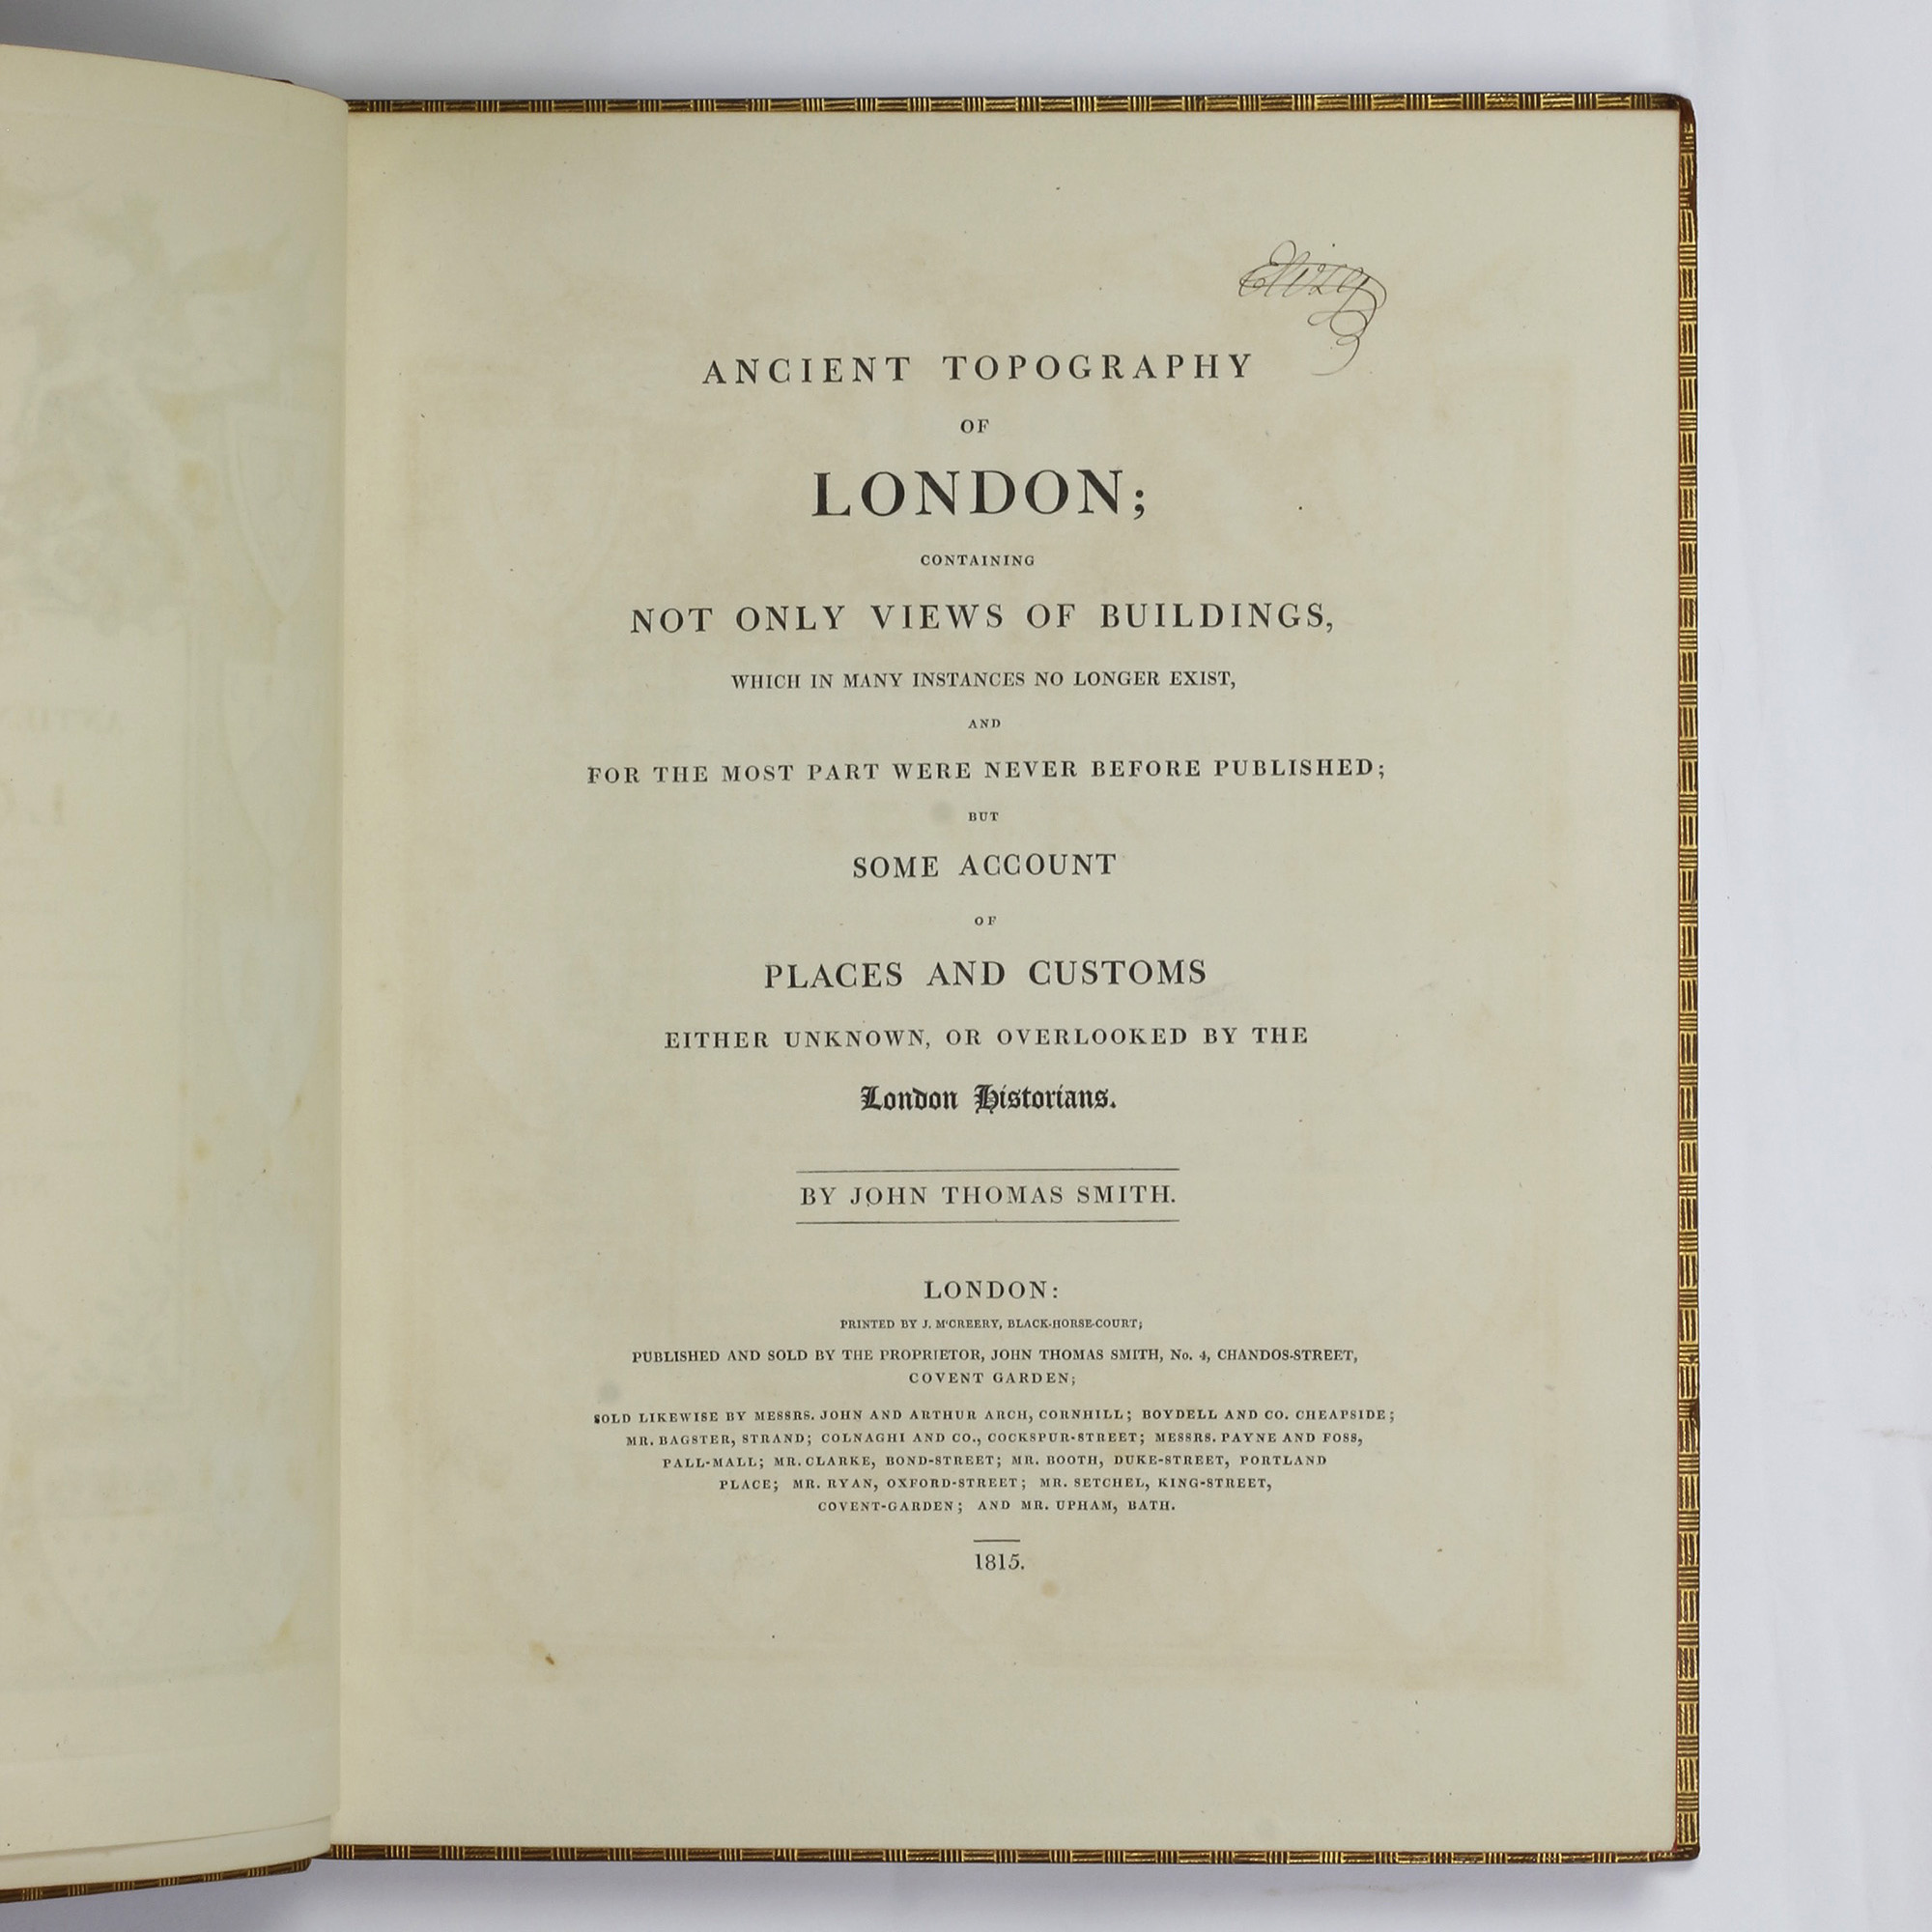 ANCIENT TOPOGRAPHY
OF
LONDON;
CONTAINING
NOT ONLY VIEWS OF BUILDINGS,
WHICH IN MANY INSTANCES NO LONGER EXIST,
AND
FOR THE MOST PART WERE NEVER BEFORE PUBLISHED;
BUT
SOME ACCOUNT
OF
PLACES AND CUSTOMS
EITHER UNKNOWN, OR OVERLOOKED BY THE
London Historians.
BY JOHN THOMAS SMITH.
LONDON:
PRINTED BY J. M'CREERY, BLACK-HORSE-COURT;
PUBLISHED AND SOLD BY THE PROPRIETOR, JOHN THOMAS SMITH, No. 4, CHANDOS-STREET,
COVENT GARDEN;
SOLD LIKEWISE BY MESSRS. JOHN AND ARTHUR ARCH, CORNHILL; BOYDELL AND CO. CHEAPSIDE;
MR. BAGSTER, STRAND; COLNAGHI AND CO., COCKSPUR-STREET; MESSRS. PAYNE AND FOSS,
PALL-MALL; MR. CLARKE, BOND-STREET; MR. BOOTH, DUKE-STREET, PORTLAND
PLACE; MR. RYAN, OXFORD-STREET; MR. SETCHEL, KING-STREET,
COVENT-GARDEN; AND MR. UPHAM, BATH.
1815.